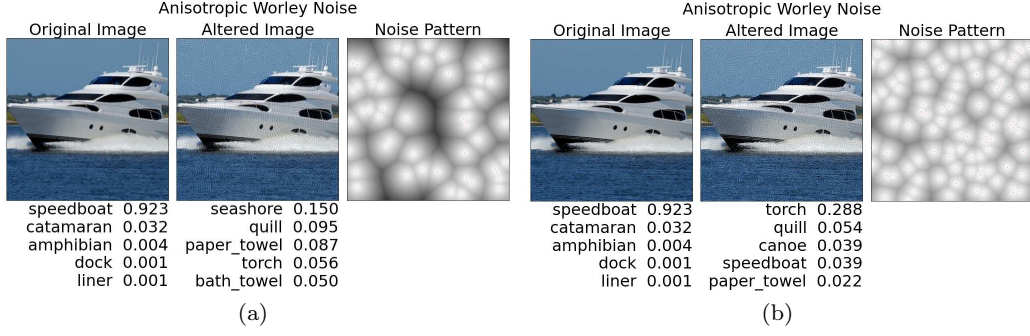 Anisotropic Worley Noise
Original Image Altered Image Noise Pattern
speedboat 0.923 seashore 0.150
catamaran 0.032 quill 0.095
amphibian 0.004 paper_towel 0.087
dock 0.001 torch 0.056
liner 0.001 bath_towel 0.050
(a)
Anisotropic Worley Noise
Original Image Altered Image Noise Pattern
speedboat 0.923 torch 0.288
catamaran 0.032 quill 0.054
amphibian 0.004 canoe 0.039
dock 0.001 speedboat 0.039
liner 0.001 paper_towel 0.022
(b)